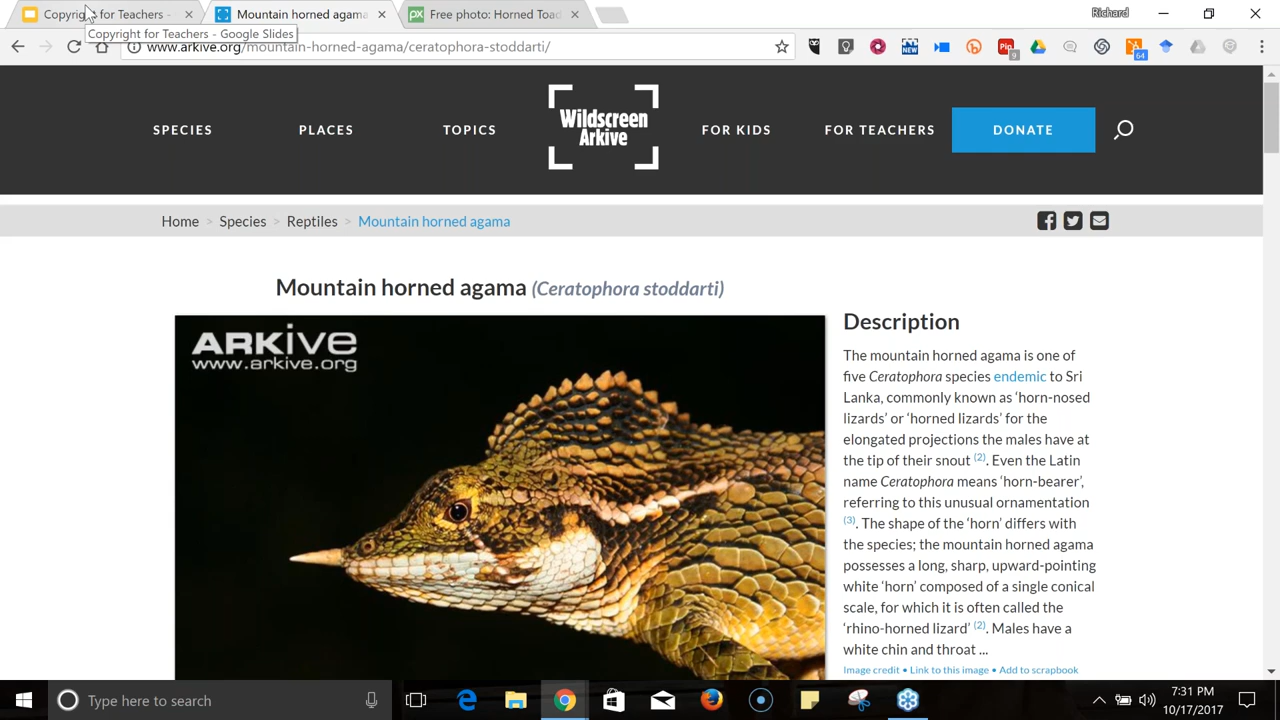 Copyright for Teachers -
Mountain horned agama
Free photo: Horned Toad
Richard
Copyright for Teachers - Google Slides
www.arkive.org/mountain-horned-agama/ceratophora-stoddarti/
NEW
9
64
SPECIES
PLACES
TOPICS
Wildscreen
Arkive
FOR KIDS
FOR TEACHERS
DONATE
Home > Species > Reptiles > Mountain horned agama
Mountain horned agama (Ceratophora stoddarti)
ARKive
www.arkive.org
Description
The mountain horned agama is one of
five Ceratophora species endemic to Sri
Lanka, commonly known as ‘horn-nosed
lizards’ or ‘horned lizards’ for the
elongated projections the males have at
the tip of their snout (2). Even the Latin
name Ceratophora means ‘horn-bearer’,
referring to this unusual ornamentation
(3). The shape of the ‘horn’ differs with
the species; the mountain horned agama
possesses a long, sharp, upward-pointing
white ‘horn’ composed of a single conical
scale, for which it is often called the
‘rhino-horned lizard’ (2). Males have a
white chin and throat ...
Image credit • Link to this image • Add to scrapbook
Type here to search
7:31 PM
10/17/2017